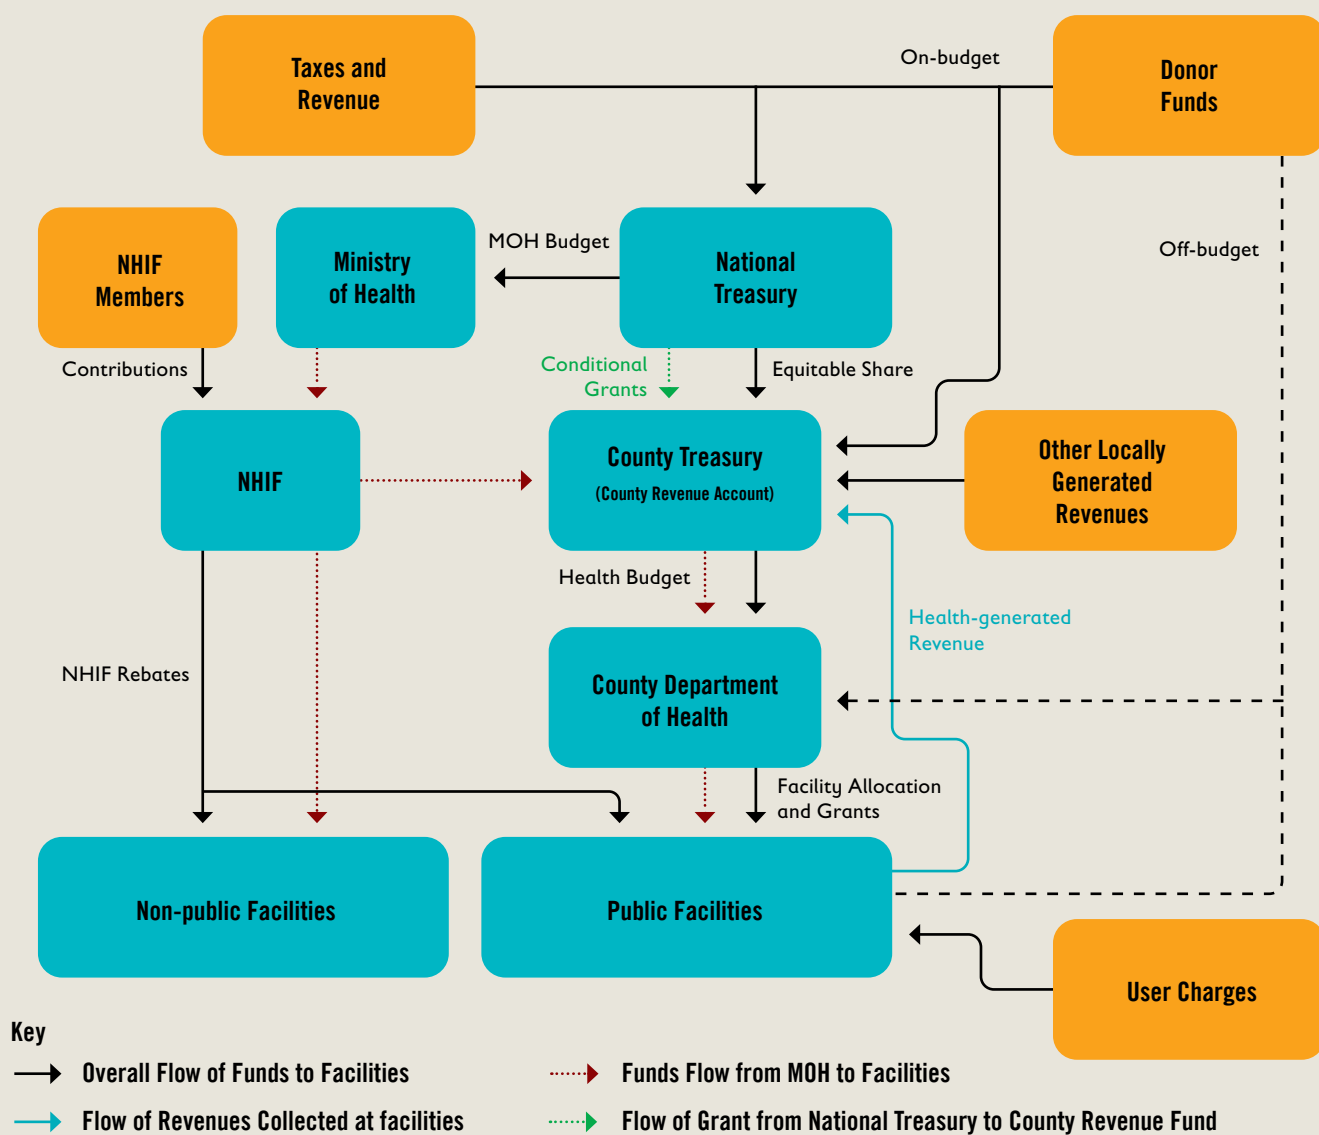 Taxes and
Revenue
On-budget
Donor
Funds
NHIF
Members
Ministry
of Health
MOH Budget
National
Treasury
Off-budget
Contributions
Conditional
Grants
Equitable Share
NHIF
County Treasury
(County Revenue Account)
Other Locally
Generated
Revenues
Health Budget
Health-generated
Revenue
NHIF Rebates
County Department
of Health
Facility Allocation
and Grants
Non-public Facilities
Public Facilities
User Charges
Key
Overall Flow of Funds to Facilities
Funds Flow from MOH to Facilities
Flow of Revenues Collected at facilities
Flow of Grant from National Treasury to County Revenue Fund